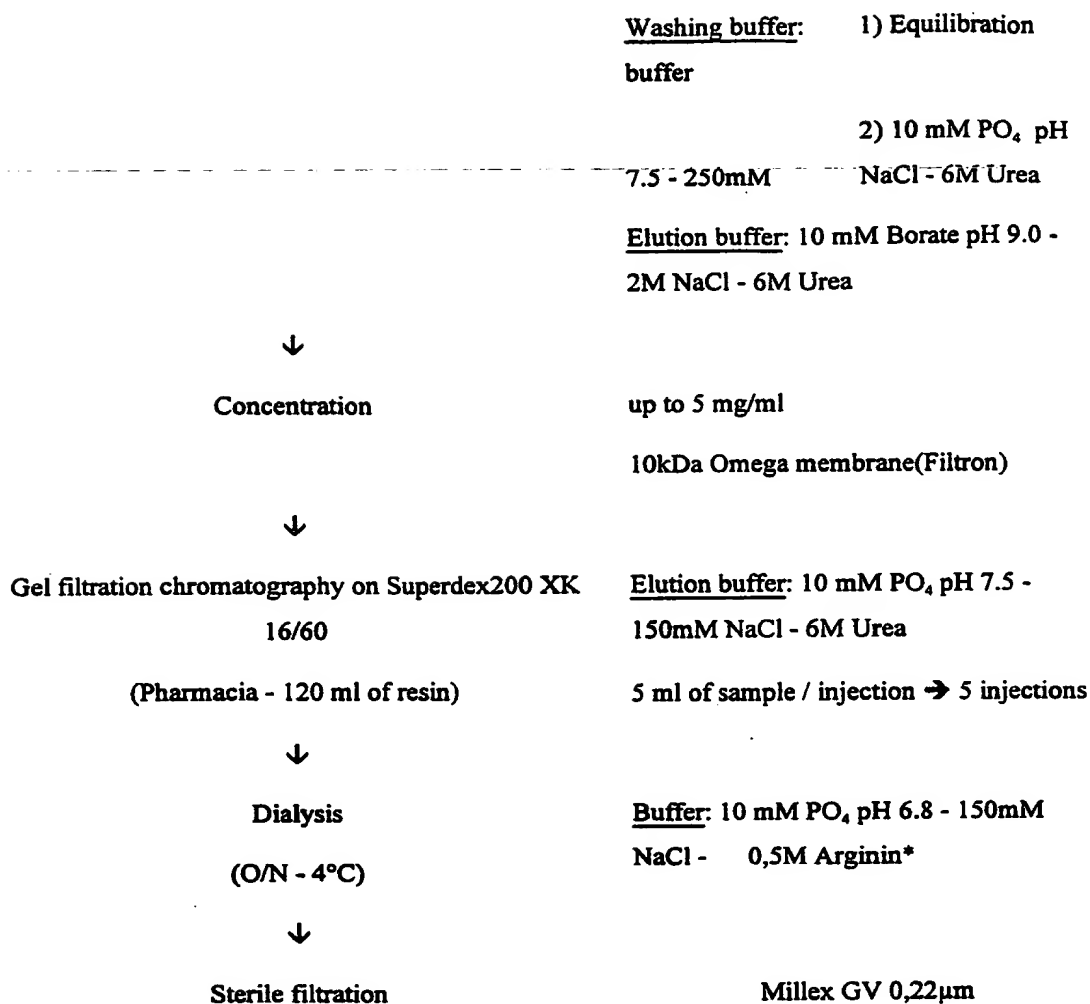 Washing buffer: 1) Equilibration
buffer
2) 10 mM PO₄ pH
7.5 - 250mM NaCl - 6M Urea
Elution buffer: 10 mM Borate pH 9.0 -
2M NaCl - 6M Urea
↓
Concentration up to 5 mg/ml
10kDa Omega membrane(Filtron)
↓
Gel filtration chromatography on Superdex200 XK Elution buffer: 10 mM PO₄ pH 7.5 -
16/60 150mM NaCl - 6M Urea
(Pharmacia - 120 ml of resin) 5 ml of sample / injection ➔ 5 injections
↓
Dialysis Buffer: 10 mM PO₄ pH 6.8 - 150mM
(O/N - 4°C) NaCl - 0,5M Arginin*
↓
Sterile filtration Millex GV 0,22µm